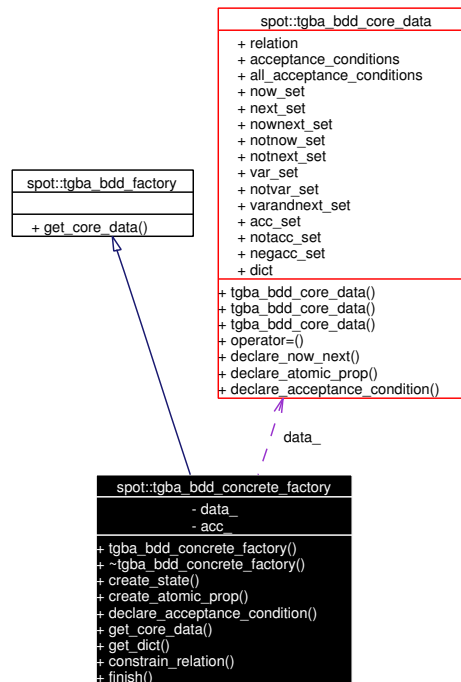 spot::tgba_bdd_core_data
+ relation
+ acceptance_conditions
+ all_acceptance_conditions
+ now_set
+ next_set
+ nownext_set
+ notnow_set
+ notnext_set
+ var_set
+ notvar_set
+ varandnext_set
+ acc_set
+ notacc_set
+ negacc_set
+ dict
+ tgba_bdd_core_data()
+ tgba_bdd_core_data()
+ tgba_bdd_core_data()
+ operator=()
+ declare_now_next()
+ declare_atomic_prop()
+ declare_acceptance_condition()
spot::tgba_bdd_factory
+ get_core_data()
data_
spot::tgba_bdd_concrete_factory
- data_
- acc_
+ tgba_bdd_concrete_factory()
+ ~tgba_bdd_concrete_factory()
+ create_state()
+ create_atomic_prop()
+ declare_acceptance_condition()
+ get_core_data()
+ get_dict()
+ constrain_relation()
+ finish()